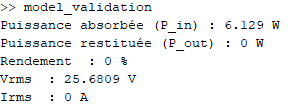 >> model_validation
Puissance absorbée (P_in) : 6.129 W
Puissance restituée (P_out) : 0 W
Rendement  : 0 %
Vrms  : 25.6809 V
Irms  : 0 A